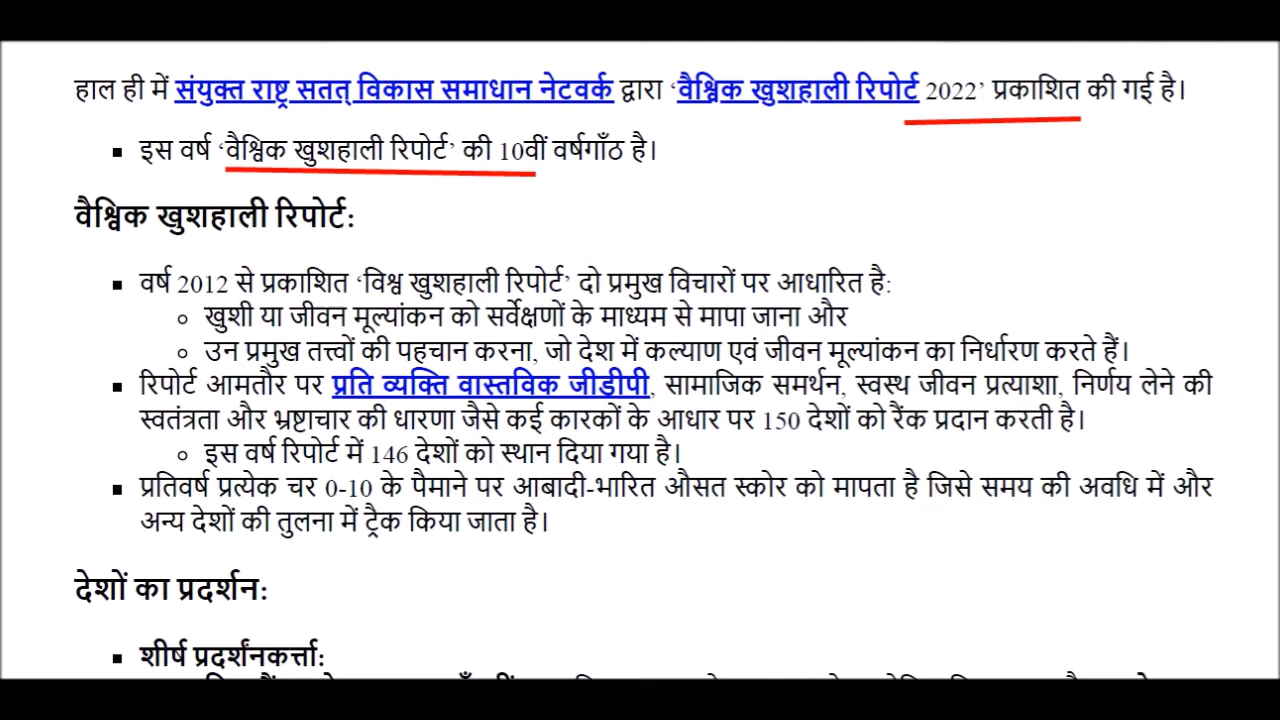 हाल ही में संयुक्त राष्ट्र सतत् विकास समाधान नेटवर्क द्वारा ‘वैश्विक खुशहाली रिपोर्ट 2022’ प्रकाशित की गई है।
▪ इस वर्ष ‘वैश्विक खुशहाली रिपोर्ट’ की 10वीं वर्षगाँठ है।
वैश्विक खुशहाली रिपोर्ट:
▪ वर्ष 2012 से प्रकाशित ‘विश्व खुशहाली रिपोर्ट’ दो प्रमुख विचारों पर आधारित है:
○ खुशी या जीवन मूल्यांकन को सर्वेक्षणों के माध्यम से मापा जाना और
○ उन प्रमुख तत्त्वों की पहचान करना, जो देश में कल्याण एवं जीवन मूल्यांकन का निर्धारण करते हैं।
▪ रिपोर्ट आमतौर पर प्रति व्यक्ति वास्तविक जीडीपी, सामाजिक समर्थन, स्वस्थ जीवन प्रत्याशा, निर्णय लेने की
स्वतंत्रता और भ्रष्टाचार की धारणा जैसे कई कारकों के आधार पर 150 देशों को रैंक प्रदान करती है।
○ इस वर्ष रिपोर्ट में 146 देशों को स्थान दिया गया है।
▪ प्रतिवर्ष प्रत्येक चर 0-10 के पैमाने पर आबादी-भारित औसत स्कोर को मापता है जिसे समय की अवधि में और
अन्य देशों की तुलना में ट्रैक किया जाता है।
देशों का प्रदर्शन:
▪ शीर्ष प्रदर्शनकर्त्ता: